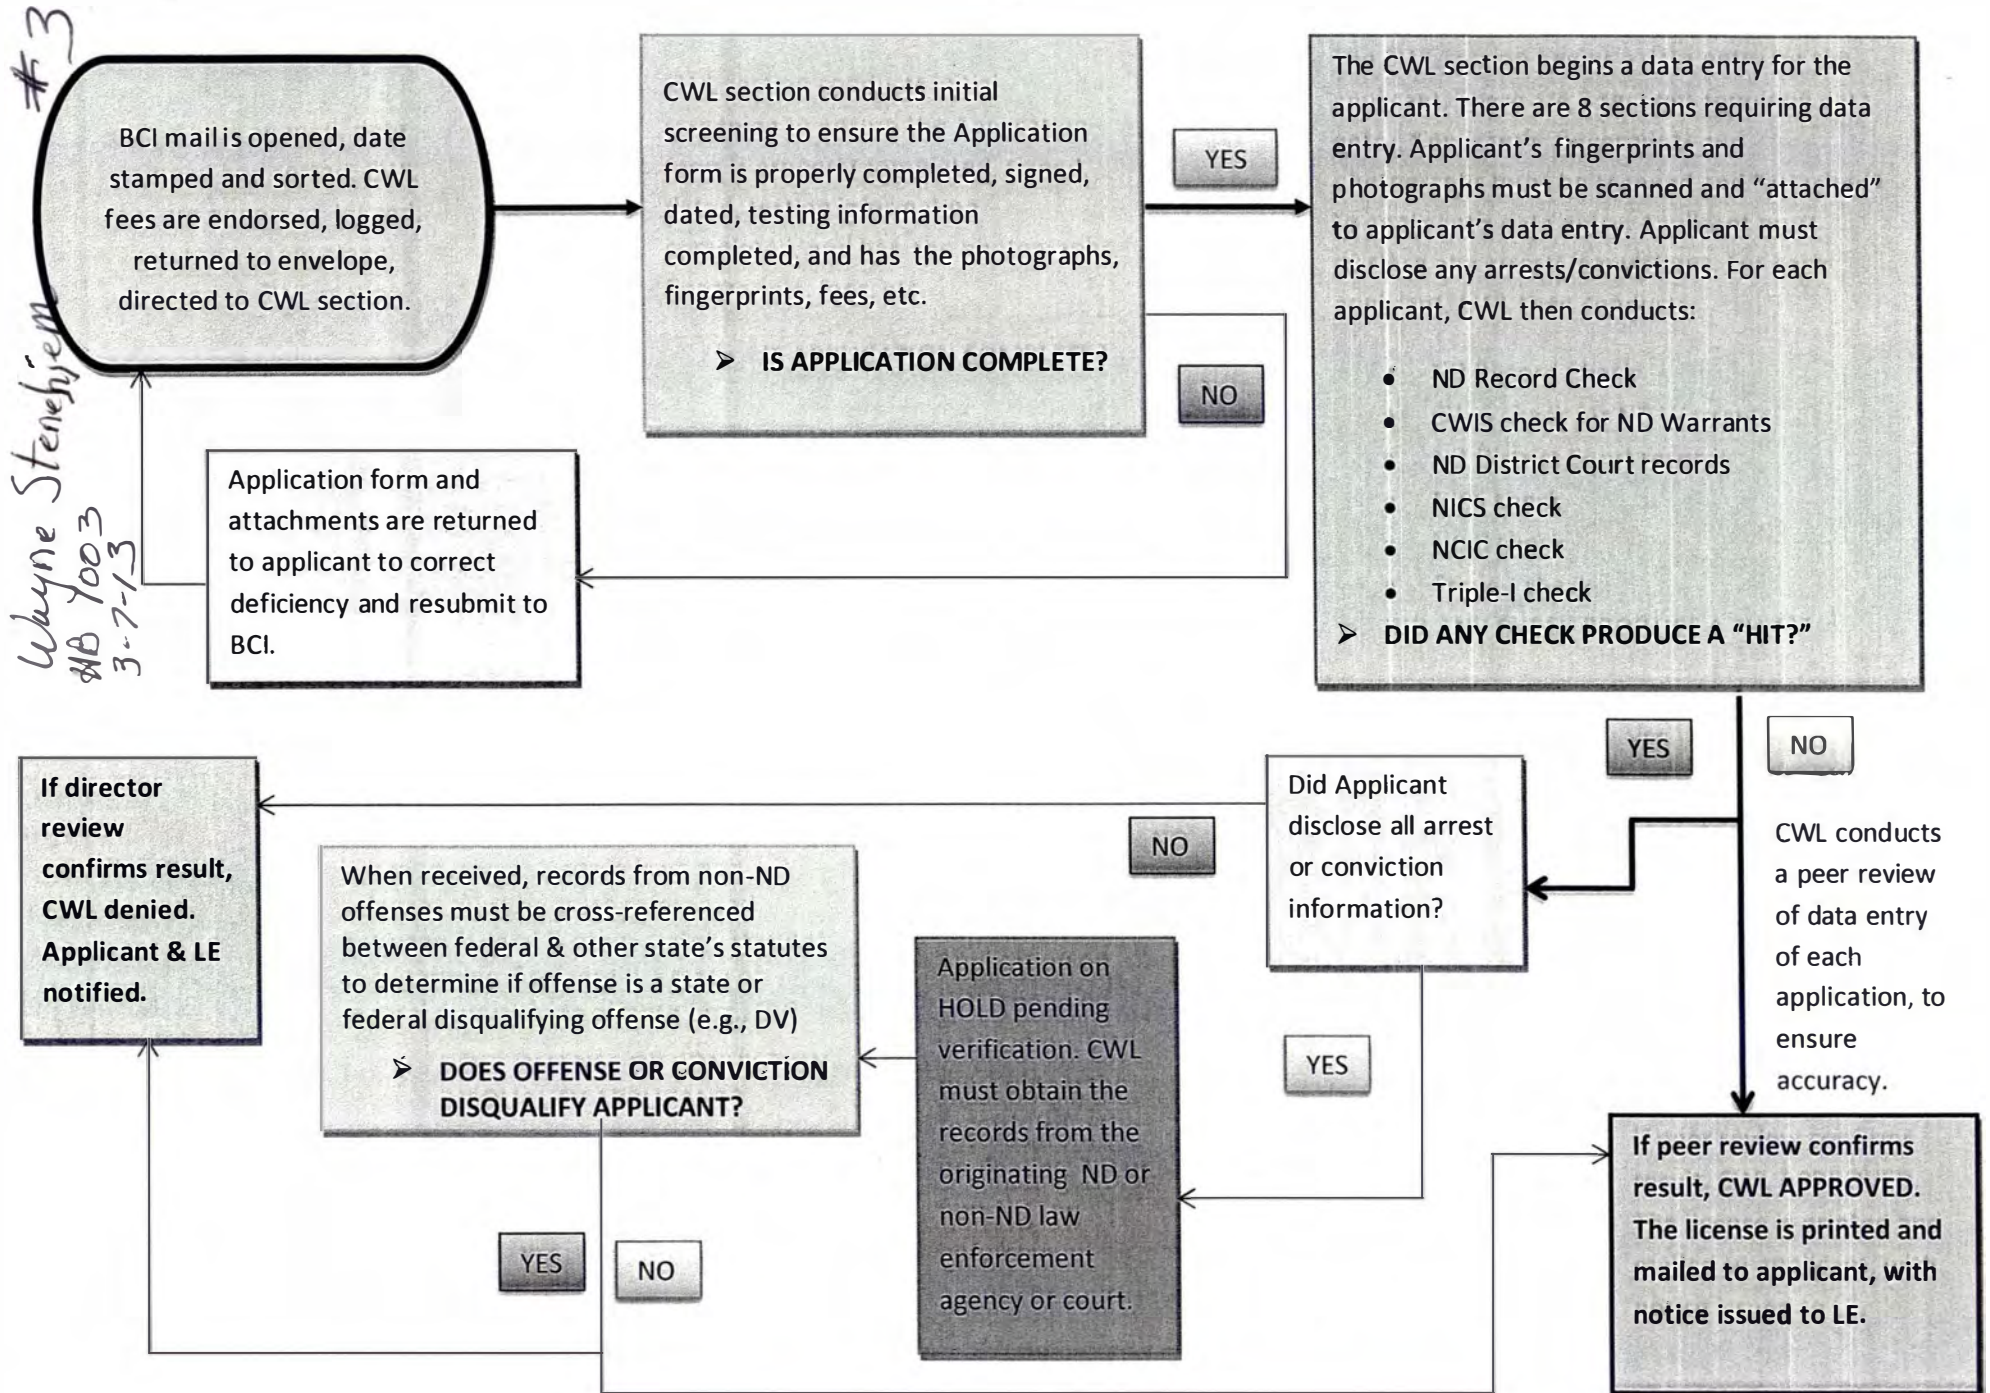 # 3
Wayne Stenehjem
HB 1003
3-7-13
BCI mail is opened, date
stamped and sorted. CWL
fees are endorsed, logged,
returned to envelope,
directed to CWL section.
CWL section conducts initial
screening to ensure the Application
form is properly completed, signed,
dated, testing information
completed, and has the photographs,
fingerprints, fees, etc.
➢ IS APPLICATION COMPLETE?
YES
NO
The CWL section begins a data entry for the
applicant. There are 8 sections requiring data
entry. Applicant's fingerprints and
photographs must be scanned and “attached”
to applicant's data entry. Applicant must
disclose any arrests/convictions. For each
applicant, CWL then conducts:
• ND Record Check
• CWIS check for ND Warrants
• ND District Court records
• NICS check
• NCIC check
• Triple-I check
➢ DID ANY CHECK PRODUCE A “HIT?”
Application form and
attachments are returned
to applicant to correct
deficiency and resubmit to
BCI.
YES
NO
Did Applicant
disclose all arrest
or conviction
information?
NO
YES
CWL conducts
a peer review
of data entry
of each
application, to
ensure
accuracy.
If director
review
confirms result,
CWL denied.
Applicant & LE
notified.
When received, records from non-ND
offenses must be cross-referenced
between federal & other state's statutes
to determine if offense is a state or
federal disqualifying offense (e.g., DV)
➢ DOES OFFENSE OR CONVICTION
DISQUALIFY APPLICANT?
YES
NO
Application on
HOLD pending
verification. CWL
must obtain the
records from the
originating ND or
non-ND law
enforcement
agency or court.
If peer review confirms
result, CWL APPROVED.
The license is printed and
mailed to applicant, with
notice issued to LE.